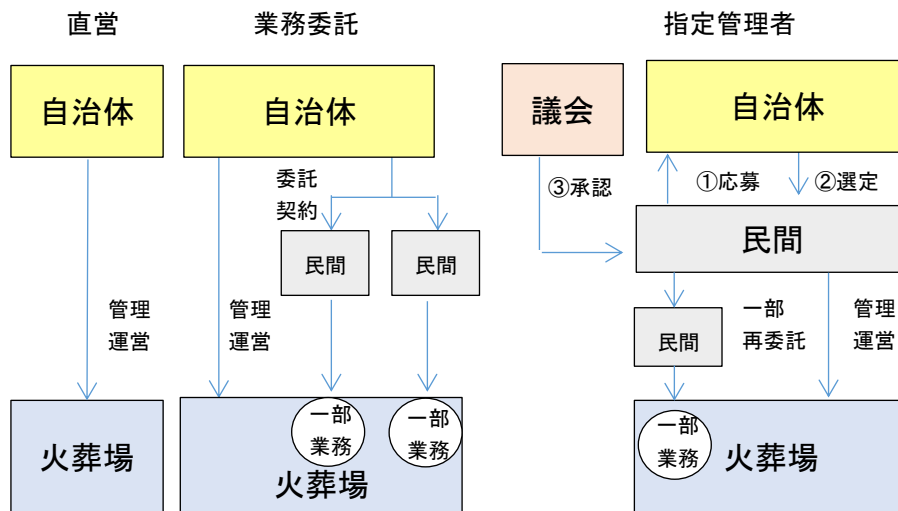 直営
業務委託
指定管理者
自治体
自治体
議会
自治体
委託
契約
③承認
①応募
②選定
民間
民間
民間
管理
運営
管理
運営
民間
一部
再委託
管理
運営
火葬場
一部
業務
一部
業務
火葬場
一部
業務
火葬場